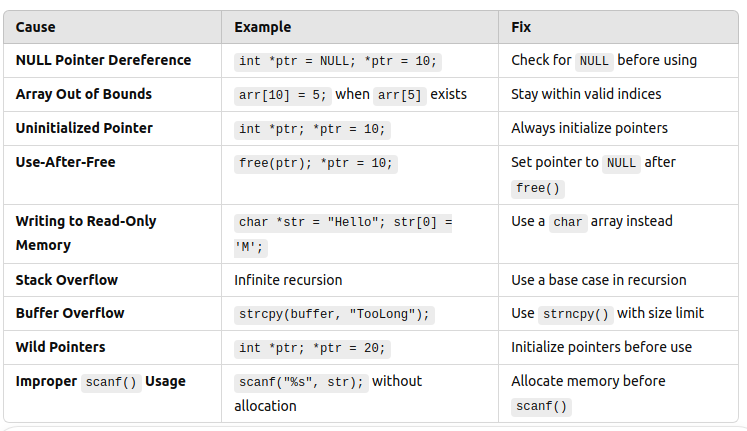 Cause Example Fix
NULL Pointer Dereference int *ptr = NULL; *ptr = 10; Check for NULL before using
Array Out of Bounds arr[10] = 5; when arr[5] exists Stay within valid indices
Uninitialized Pointer int *ptr; *ptr = 10; Always initialize pointers
Use-After-Free free(ptr); *ptr = 10; Set pointer to NULL after
free()
Writing to Read-Only char *str = "Hello"; str[0] = Use a char array instead
Memory 'M';
Stack Overflow Infinite recursion Use a base case in recursion
Buffer Overflow strcpy(buffer, "TooLong"); Use strncpy() with size limit
Wild Pointers int *ptr; *ptr = 20; Initialize pointers before use
Improper scanf() Usage scanf("%s", str); without Allocate memory before
allocation scanf()